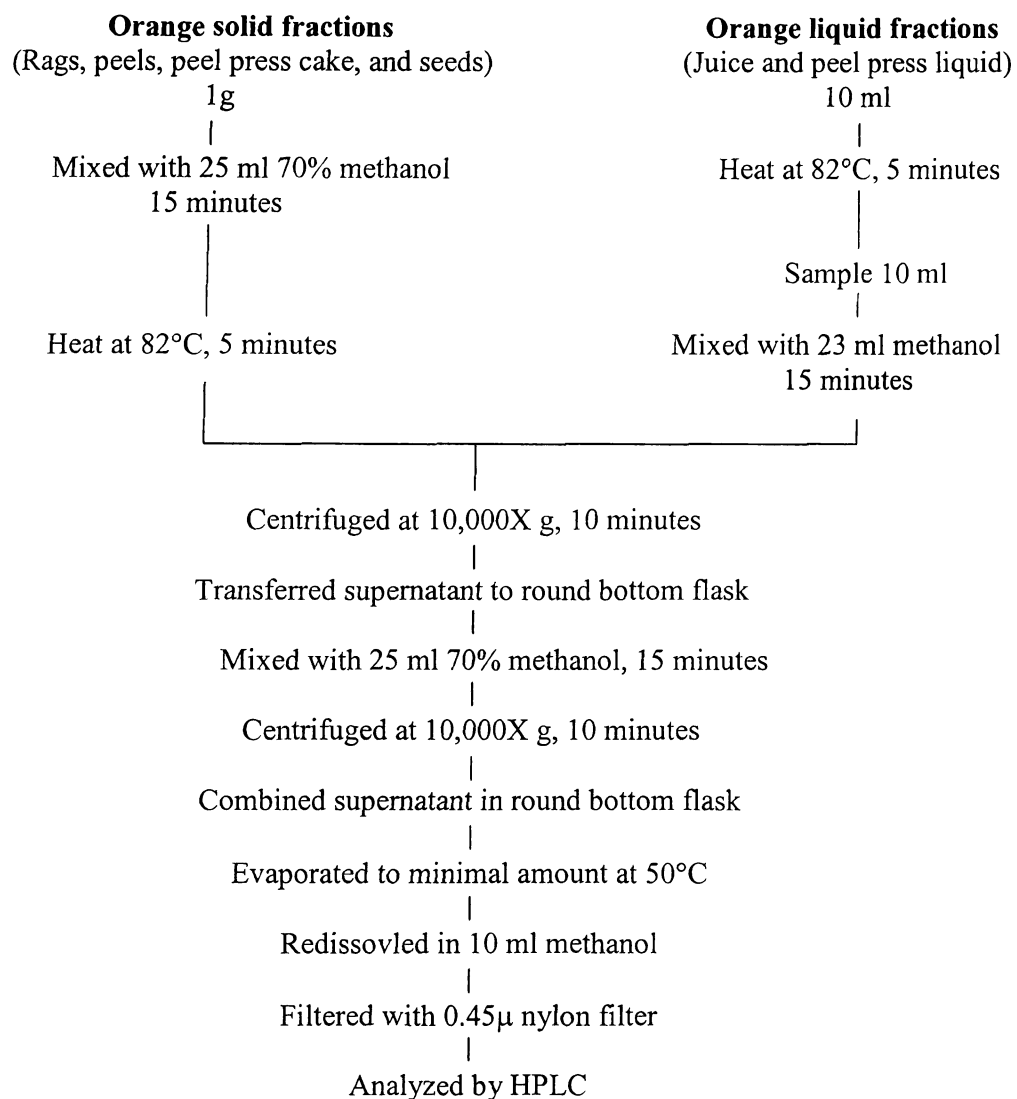 Orange solid fractions
(Rags, peels, peel press cake, and seeds)
1g
Mixed with 25 ml 70% methanol
15 minutes
Heat at 82°C, 5 minutes
Orange liquid fractions
(Juice and peel press liquid)
10 ml
Heat at 82°C, 5 minutes
Sample 10 ml
Mixed with 23 ml methanol
15 minutes
Centrifuged at 10,000X g, 10 minutes
Transferred supernatant to round bottom flask
Mixed with 25 ml 70% methanol, 15 minutes
Centrifuged at 10,000X g, 10 minutes
Combined supernatant in round bottom flask
Evaporated to minimal amount at 50°C
Redissovled in 10 ml methanol
Filtered with 0.45μ nylon filter
Analyzed by HPLC